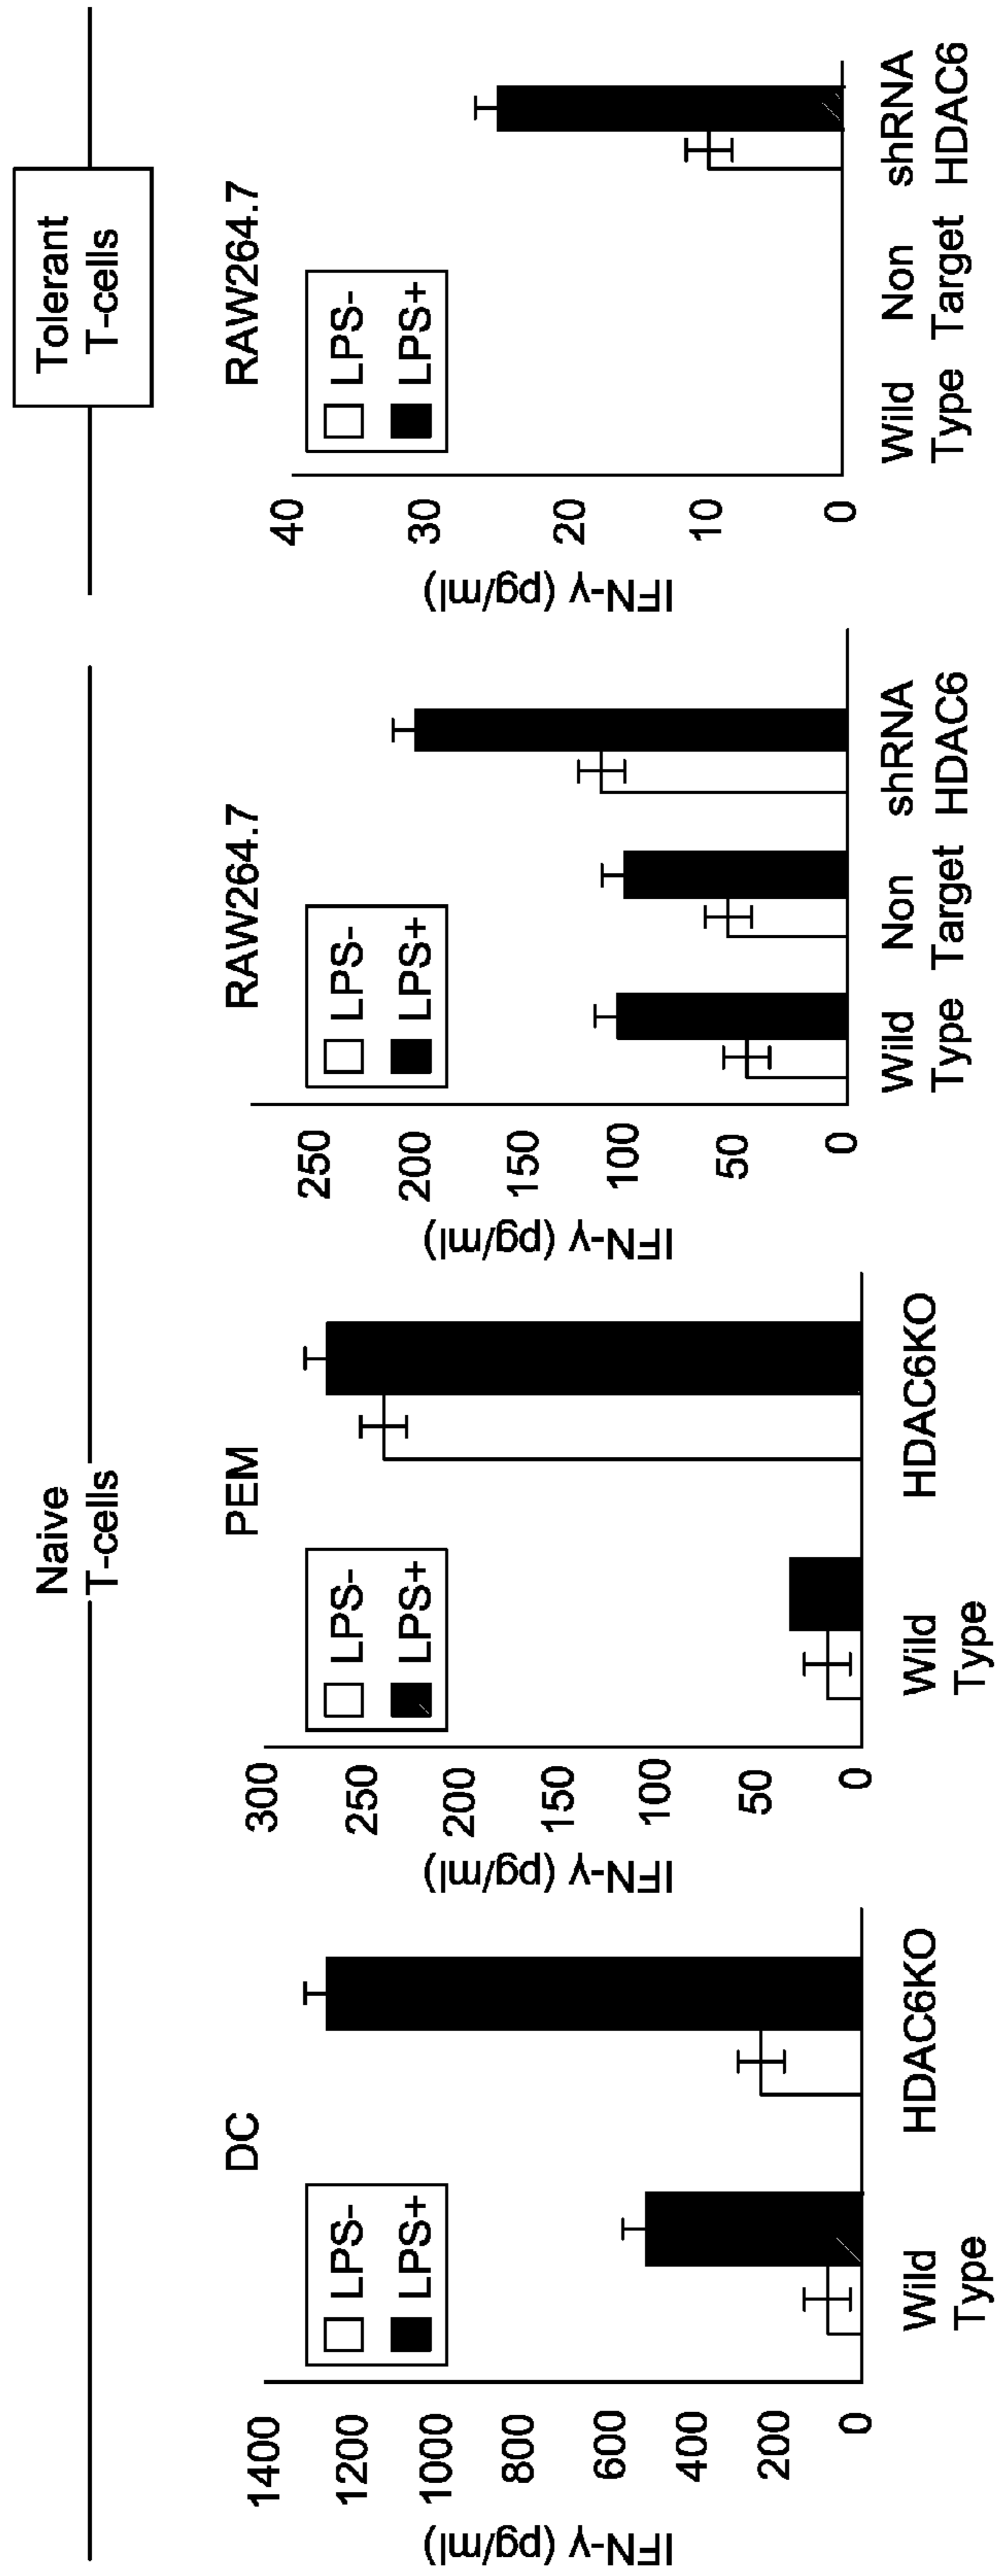 Naive
T-cells
Tolerant
T-cells
DC
LPS-
LPS+
IFN-γ (pg/ml)
1400
1200
1000
800
600
400
200
0
Wild
Type
HDAC6KO
PEM
LPS-
LPS+
IFN-γ (pg/ml)
300
250
200
150
100
50
0
Wild
Type
HDAC6KO
RAW264.7
LPS-
LPS+
IFN-γ (pg/ml)
250
200
150
100
50
0
Wild
Type
Non
Target
shRNA
HDAC6
RAW264.7
LPS-
LPS+
IFN-γ (pg/ml)
40
30
20
10
0
Wild
Type
Non
Target
shRNA
HDAC6